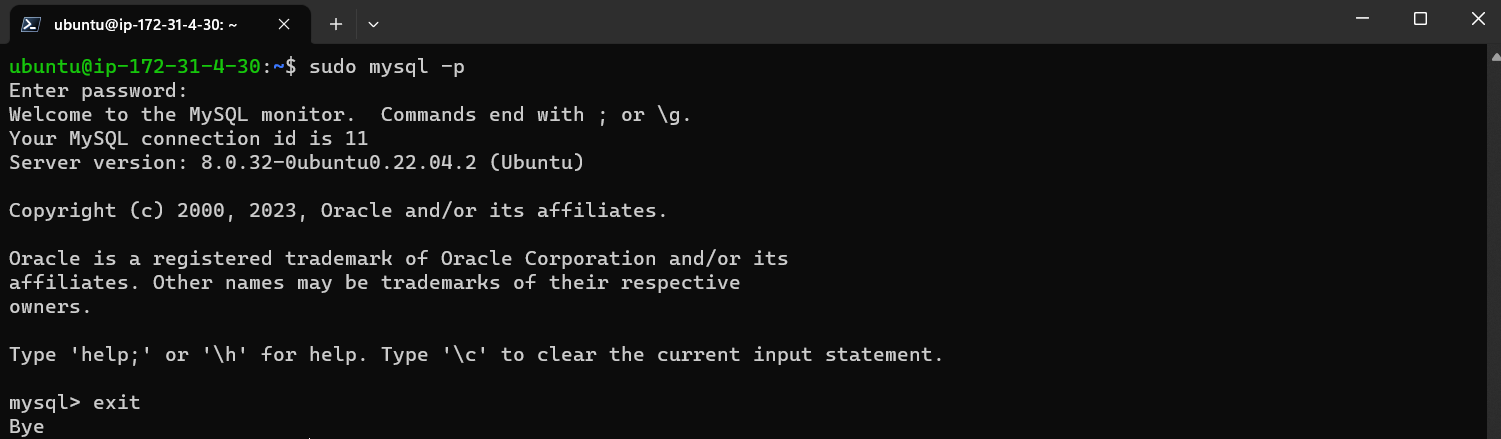 ubuntu@ip-172-31-4-30: ~
ubuntu@ip-172-31-4-30:~$ sudo mysql -p
Enter password:
Welcome to the MySQL monitor.  Commands end with ; or \g.
Your MySQL connection id is 11
Server version: 8.0.32-0ubuntu0.22.04.2 (Ubuntu)

Copyright (c) 2000, 2023, Oracle and/or its affiliates.

Oracle is a registered trademark of Oracle Corporation and/or its
affiliates. Other names may be trademarks of their respective
owners.

Type 'help;' or '\h' for help. Type '\c' to clear the current input statement.

mysql> exit
Bye